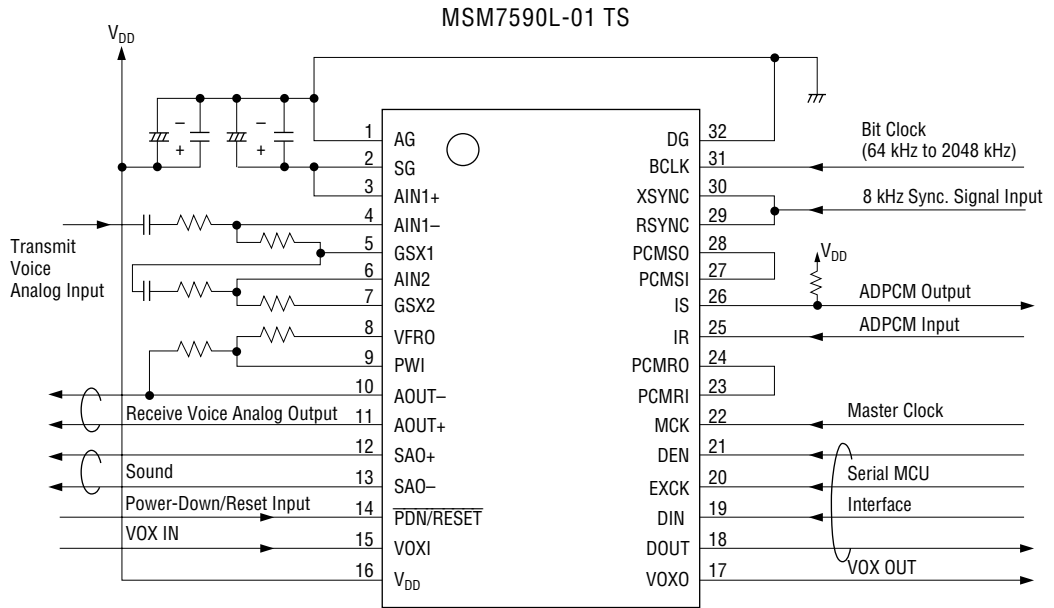 MSM7590L-01 TS
VDD
– + – +
1 AG
2 SG
3 AIN1+
4 AIN1–
5 GSX1
6 AIN2
7 GSX2
8 VFRO
9 PWI
10 AOUT–
11 AOUT+
12 SAO+
13 SAO–
14 PDN/RESET
15 VOXI
16 VDD
Transmit
Voice
Analog Input
Receive Voice Analog Output
Sound
Power-Down/Reset Input
VOX IN
DG 32
BCLK 31
XSYNC 30
RSYNC 29
PCMSO 28
PCMSI 27
IS 26
IR 25
PCMRO 24
PCMRI 23
MCK 22
DEN 21
EXCK 20
DIN 19
DOUT 18
VOXO 17
Bit Clock
(64 kHz to 2048 kHz)
8 kHz Sync. Signal Input
VDD
ADPCM Output
ADPCM Input
Master Clock
Serial MCU
Interface
VOX OUT